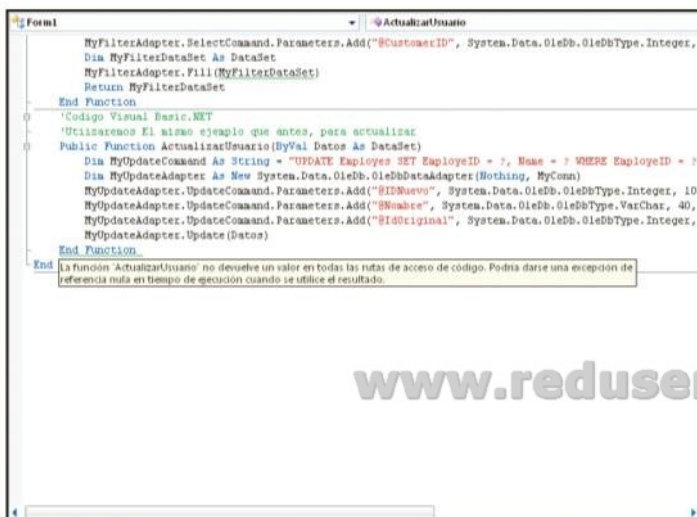 Form1
ActualizarUsuario
MyFilterAdapter.SelectCommand.Parameters.Add("@CustomerID", System.Data.OleDb.OleDbType.Integer,
Dim MyFilterDataSet As DataSet
MyFilterAdapter.Fill(MyFilterDataSet)
Return MyFilterDataSet
End Function
'Codigo Visual Basic.NET
'Utiizaremos El mismo ejemplo que antes, para actualizar
Public Function ActualizarUsuario(ByVal Datos As DataSet)
Dim MyUpdateCommand As String = "UPDATE Employes SET EmployeID = ?, Name = ? WHERE EmployeID = ?
Dim MyUpdateAdapter As New System.Data.OleDb.OleDbDataAdapter(Nothing, MyConn)
MyUpdateAdapter.UpdateCommand.Parameters.Add("@IDNuevo", System.Data.OleDb.OleDbType.Integer, 10
MyUpdateAdapter.UpdateCommand.Parameters.Add("@Nombre", System.Data.OleDb.OleDbType.VarChar, 40,
MyUpdateAdapter.UpdateCommand.Parameters.Add("@IdOriginal", System.Data.OleDb.OleDbType.Integer,
MyUpdateAdapter.Update(Datos)
End Function
End
La función 'ActualizarUsuario' no devuelve un valor en todas las rutas de acceso de código. Podría darse una excepción de
referencia nula en tiempo de ejecución cuando se utilice el resultado.
www.reduser